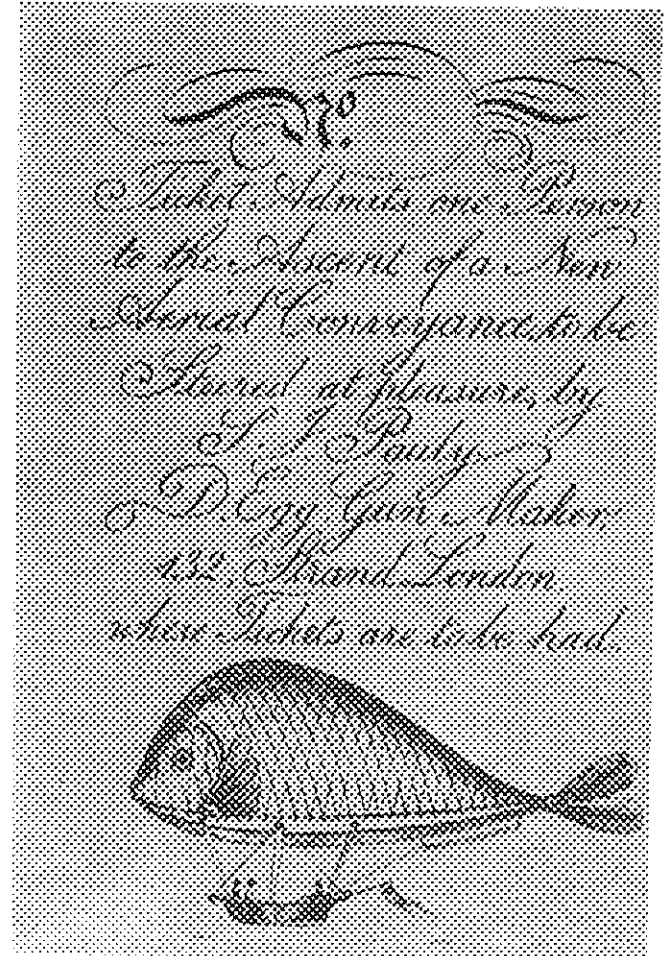 Ticket Admits one Person
to the Ascent of a New
Aerial Conveyance, to be
Steered at pleasure, by
S. J. Pauly
D. Egg. Gun Maker,
132, Strand London,
where Tickets are to be had.